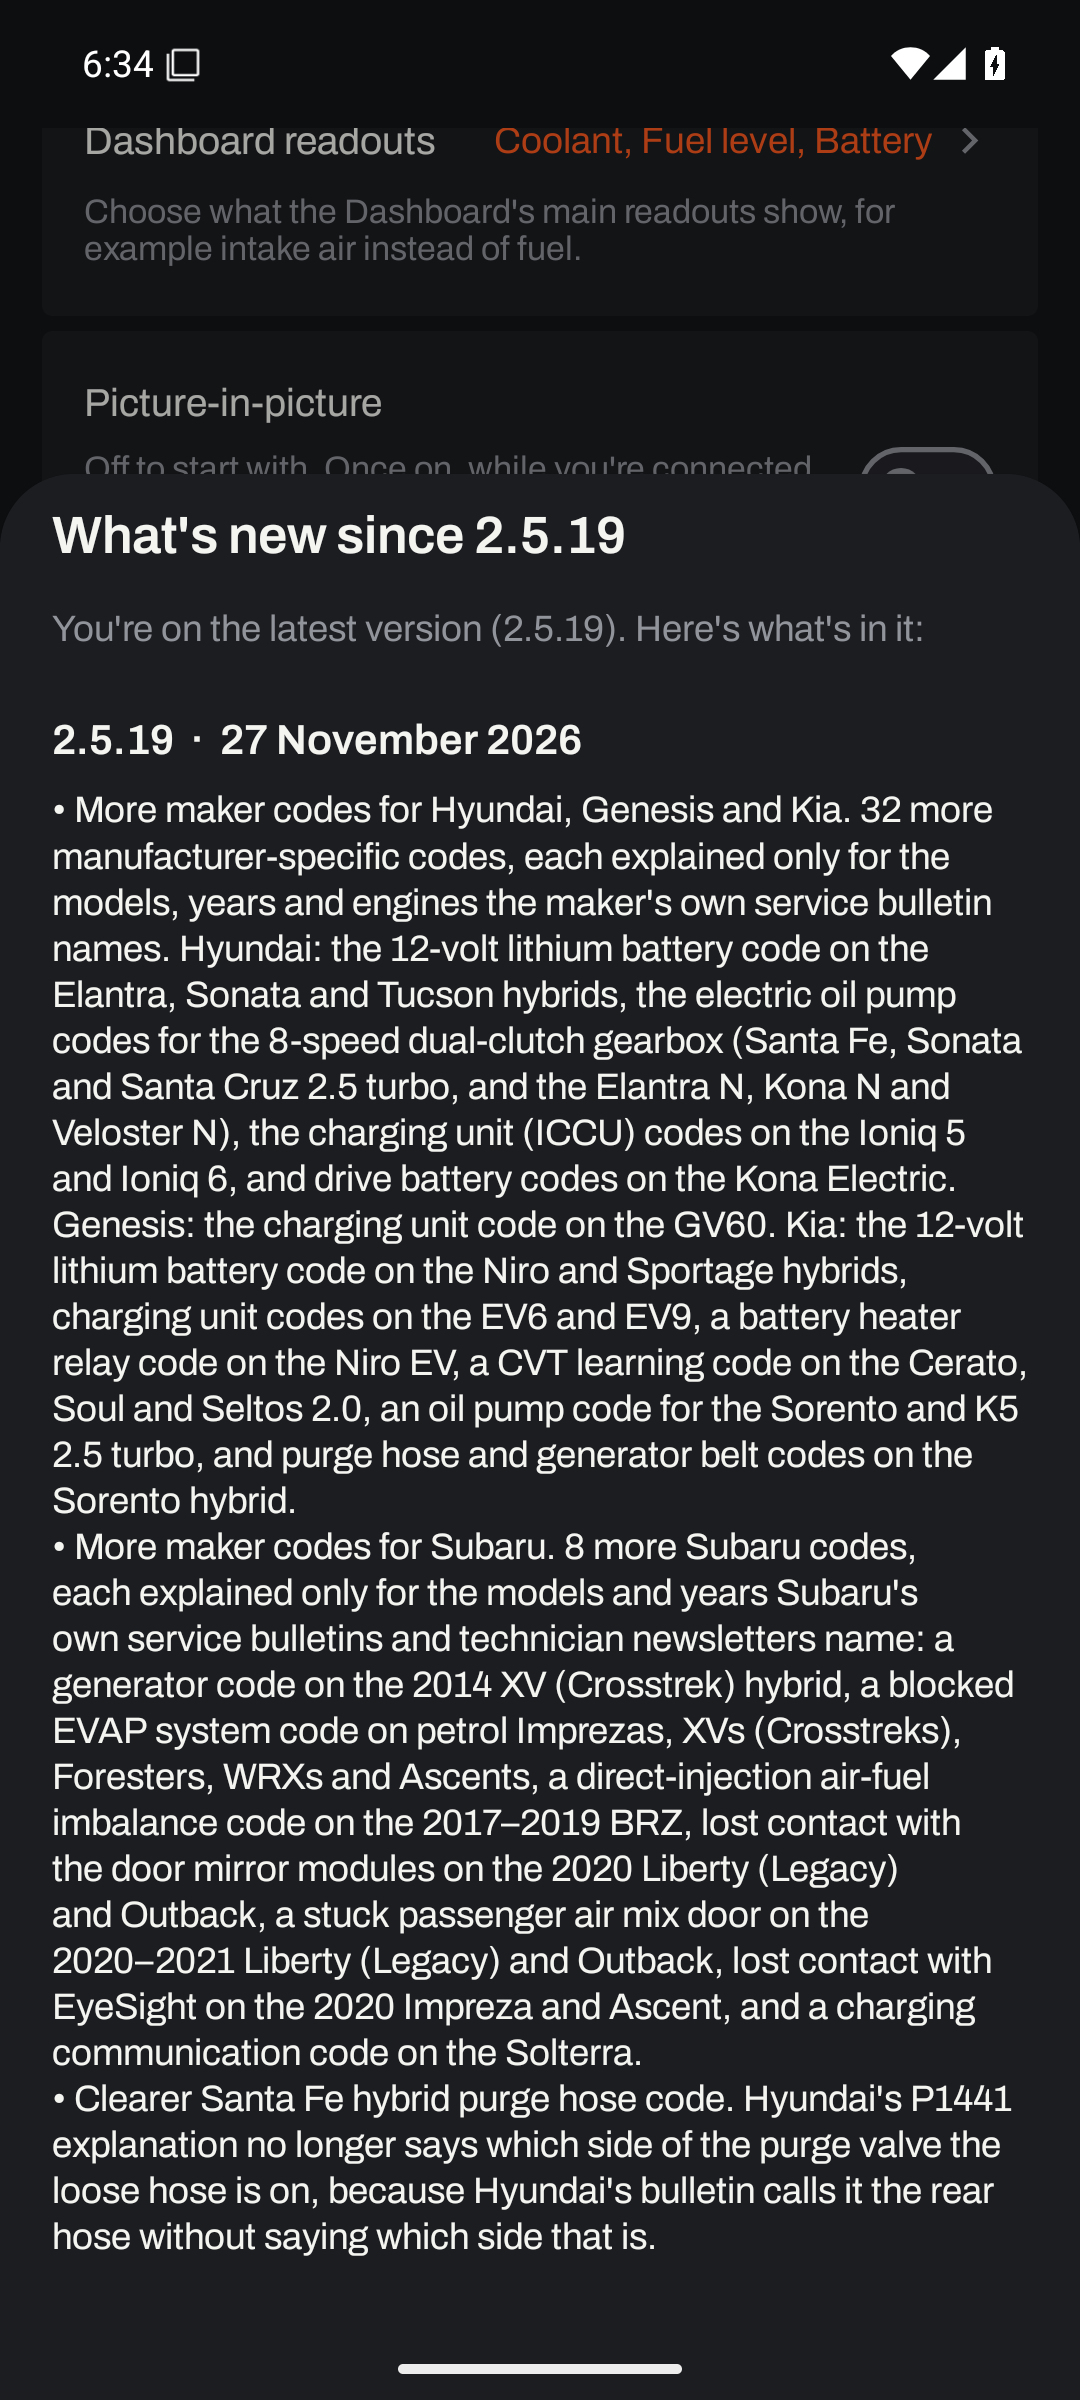 6:34
Dashboard readouts Coolant, Fuel level, Battery
Choose what the Dashboard's main readouts show, for
example intake air instead of fuel.
Picture-in-picture
Off to start with. Once on, while you're connected
What's new since 2.5.19
You're on the latest version (2.5.19). Here's what's in it:
2.5.19 · 27 November 2026
• More maker codes for Hyundai, Genesis and Kia. 32 more
manufacturer-specific codes, each explained only for the
models, years and engines the maker's own service bulletin
names. Hyundai: the 12-volt lithium battery code on the
Elantra, Sonata and Tucson hybrids, the electric oil pump
codes for the 8-speed dual-clutch gearbox (Santa Fe, Sonata
and Santa Cruz 2.5 turbo, and the Elantra N, Kona N and
Veloster N), the charging unit (ICCU) codes on the Ioniq 5
and Ioniq 6, and drive battery codes on the Kona Electric.
Genesis: the charging unit code on the GV60. Kia: the 12-volt
lithium battery code on the Niro and Sportage hybrids,
charging unit codes on the EV6 and EV9, a battery heater
relay code on the Niro EV, a CVT learning code on the Cerato,
Soul and Seltos 2.0, an oil pump code for the Sorento and K5
2.5 turbo, and purge hose and generator belt codes on the
Sorento hybrid.
• More maker codes for Subaru. 8 more Subaru codes,
each explained only for the models and years Subaru's
own service bulletins and technician newsletters name: a
generator code on the 2014 XV (Crosstrek) hybrid, a blocked
EVAP system code on petrol Imprezas, XVs (Crosstreks),
Foresters, WRXs and Ascents, a direct-injection air-fuel
imbalance code on the 2017–2019 BRZ, lost contact with
the door mirror modules on the 2020 Liberty (Legacy)
and Outback, a stuck passenger air mix door on the
2020–2021 Liberty (Legacy) and Outback, lost contact with
EyeSight on the 2020 Impreza and Ascent, and a charging
communication code on the Solterra.
• Clearer Santa Fe hybrid purge hose code. Hyundai's P1441
explanation no longer says which side of the purge valve the
loose hose is on, because Hyundai's bulletin calls it the rear
hose without saying which side that is.